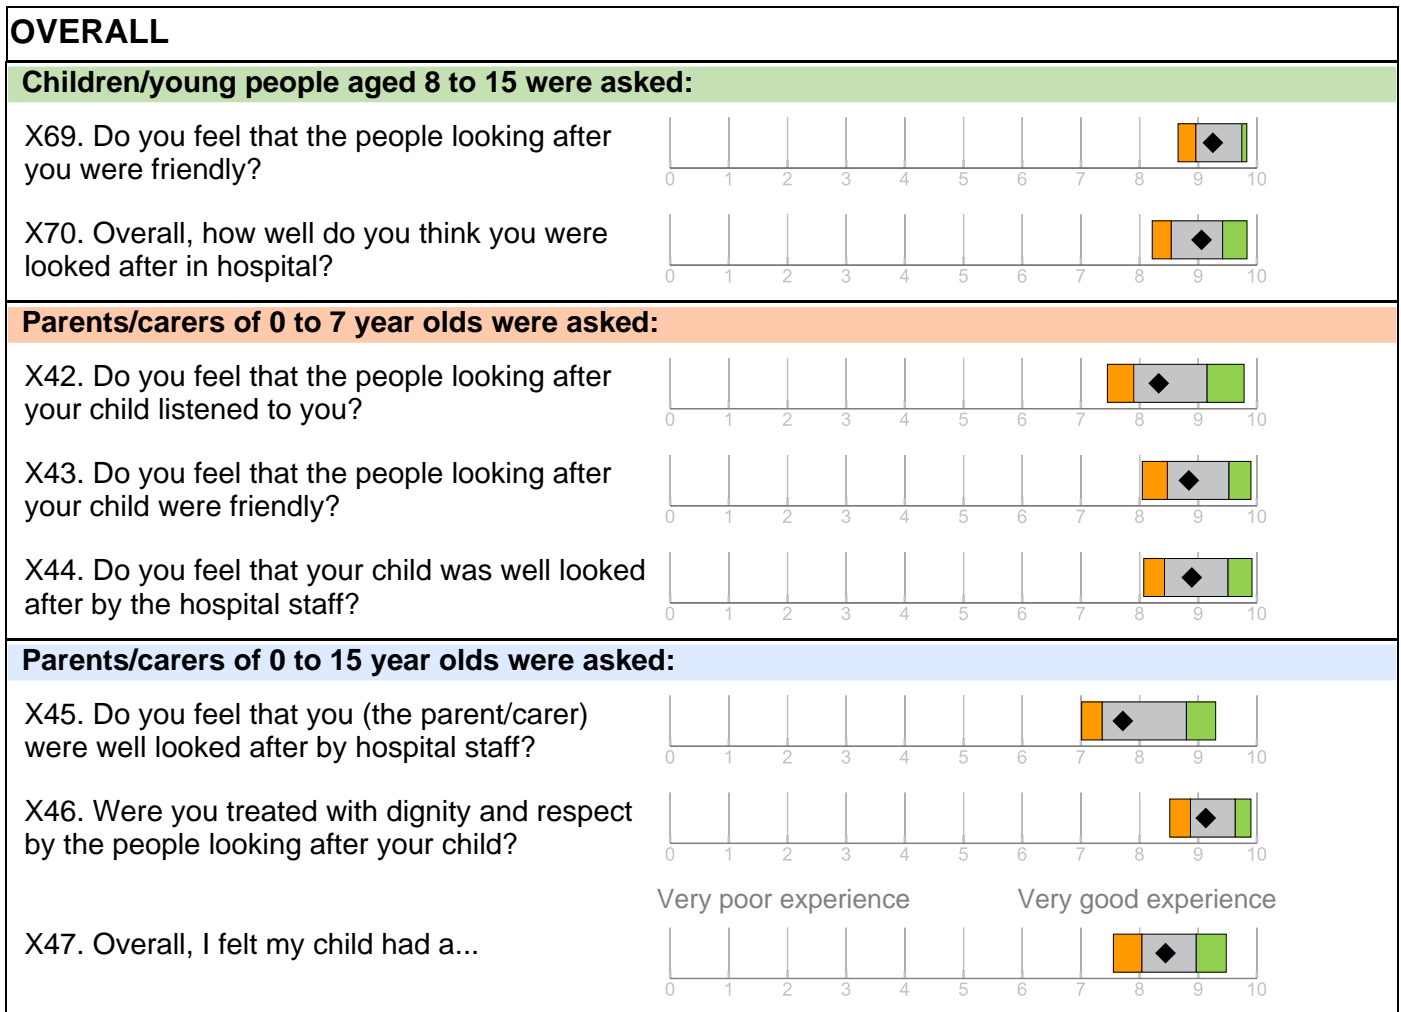 OVERALL
Children/young people aged 8 to 15 were asked:
X69. Do you feel that the people looking after
you were friendly?
0 1 2 3 4 5 6 7 8 9 10
X70. Overall, how well do you think you were
looked after in hospital?
0 1 2 3 4 5 6 7 8 9 10
Parents/carers of 0 to 7 year olds were asked:
X42. Do you feel that the people looking after
your child listened to you?
0 1 2 3 4 5 6 7 8 9 10
X43. Do you feel that the people looking after
your child were friendly?
0 1 2 3 4 5 6 7 8 9 10
X44. Do you feel that your child was well looked
after by the hospital staff?
0 1 2 3 4 5 6 7 8 9 10
Parents/carers of 0 to 15 year olds were asked:
X45. Do you feel that you (the parent/carer)
were well looked after by hospital staff?
0 1 2 3 4 5 6 7 8 9 10
X46. Were you treated with dignity and respect
by the people looking after your child?
0 1 2 3 4 5 6 7 8 9 10
Very poor experience Very good experience
X47. Overall, I felt my child had a...
0 1 2 3 4 5 6 7 8 9 10